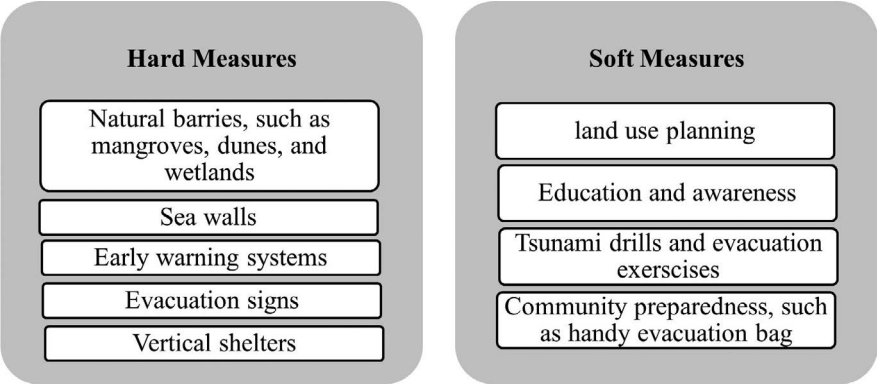 Hard Measures
Natural barries, such as
mangroves, dunes, and
wetlands
Sea walls
Early warning systems
Evacuation signs
Vertical shelters
Soft Measures
land use planning
Education and awareness
Tsunami drills and evacuation
exerscises
Community preparedness, such
as handy evacuation bag